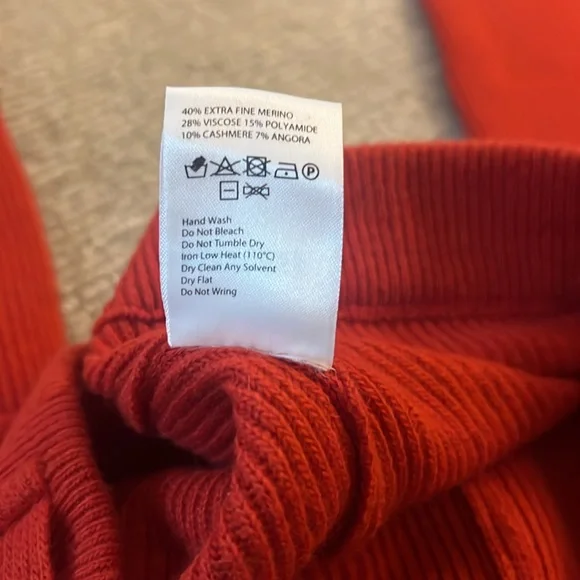 40% EXTRA FINE MERINO
28% VISCOSE 15% POLYAMIDE
10% CASHMERE 7% ANGORA
P
Hand Wash
Do Not Bleach
Do Not Tumble Dry
Iron Low Heat (110°C)
Dry Clean Any Solvent
Dry Flat
Do Not Wring